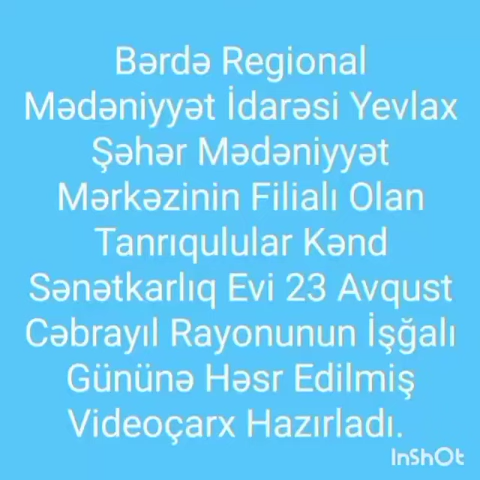 Bərdə Regional
Mədəniyyət İdarəsi Yevlax
Şəhər Mədəniyyət
Mərkəzinin Filialı Olan
Tanrıqulular Kənd
Sənətkarlıq Evi 23 Avqust
Cəbrayıl Rayonunun İşğalı
Gününə Həsr Edilmiş
Videoçarx Hazırladı.
InShOt